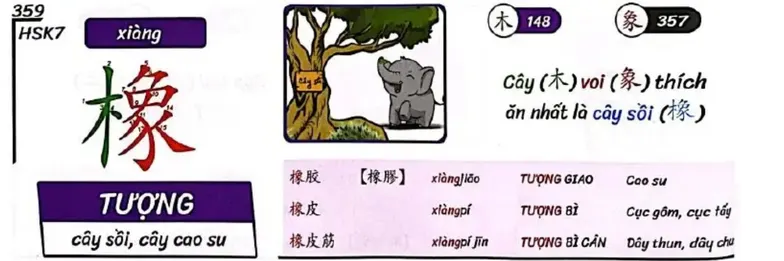 359
HSK7
xiàng
橡
TƯỢNG
cây sồi, cây cao su
cây sồi
木 148
象 357
Cây (木) voi (象) thích
ăn nhất là cây sồi (橡)
橡胶 【橡膠】 xiàngjiāo TƯỢNG GIAO Cao su
橡皮 xiàngpí TƯỢNG BÌ Cục gôm, cục tẩy
橡皮筋 xiàngpí jīn TƯỢNG BÌ CÂN Dây thun, dây